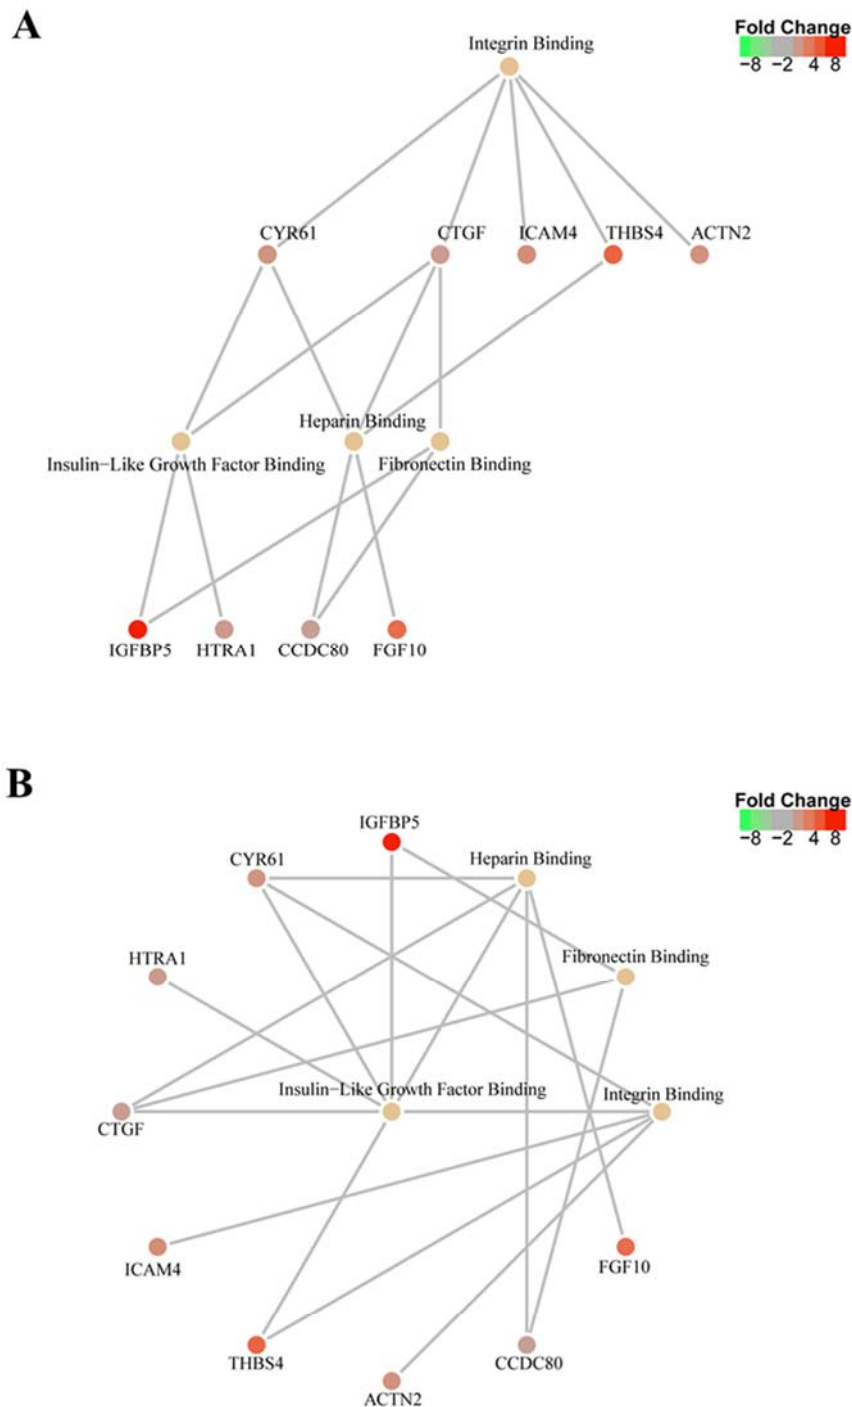 A
Fold Change
−8 −2 4 8
Integrin Binding
CYR61 CTGF ICAM4 THBS4 ACTN2
Heparin Binding
Insulin−Like Growth Factor Binding Fibronectin Binding
IGFBP5 HTRA1 CCDC80 FGF10
B
Fold Change
−8 −2 4 8
IGFBP5
CYR61 Heparin Binding
HTRA1 Fibronectin Binding
Insulin−Like Growth Factor Binding Integrin Binding
CTGF
ICAM4 FGF10
THBS4 CCDC80
ACTN2